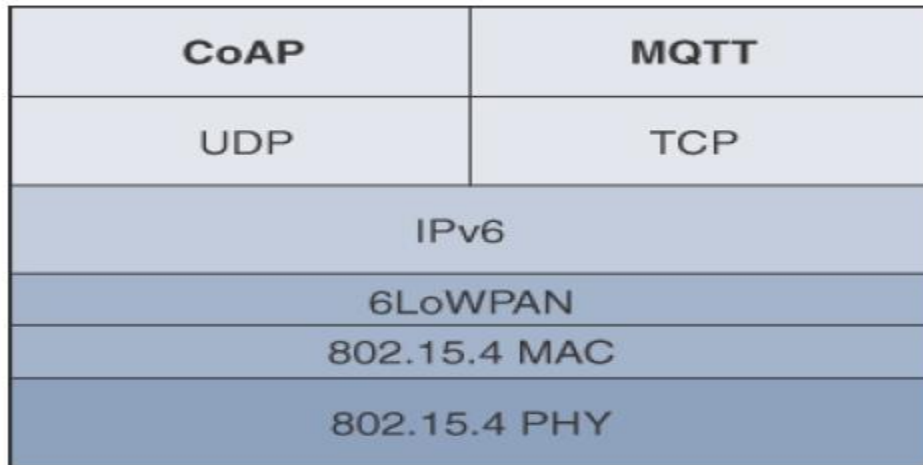 CoAP MQTT
UDP TCP
IPv6
6LoWPAN
802.15.4 MAC
802.15.4 PHY